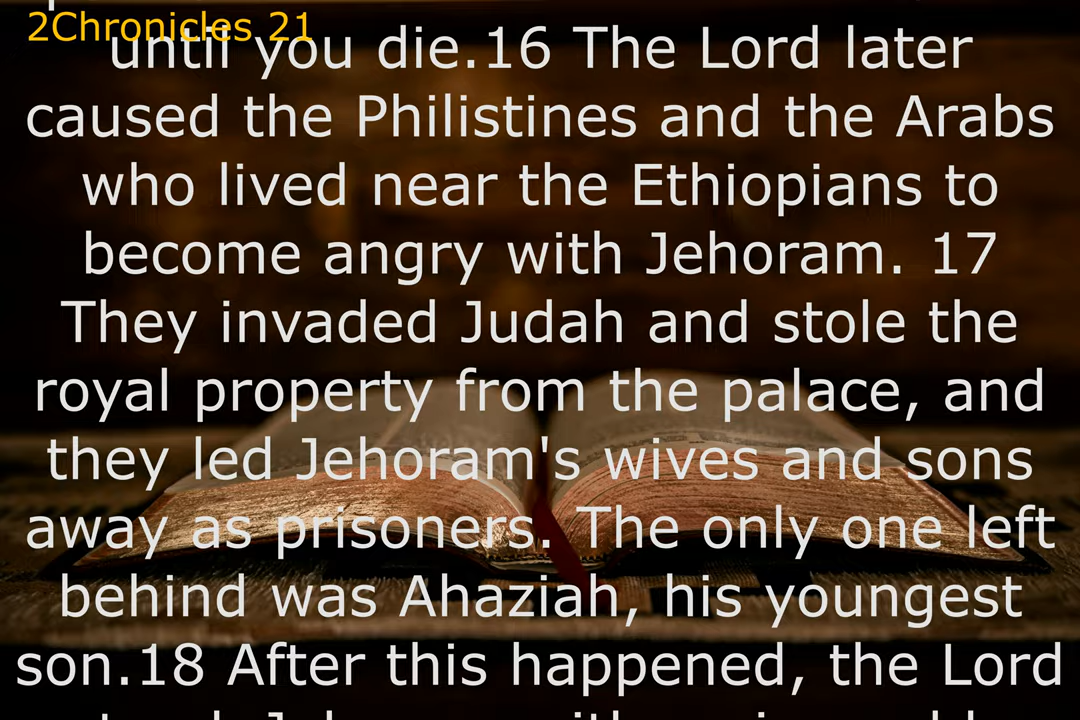 2Chronicles 21
until you die.16 The Lord later
caused the Philistines and the Arabs
who lived near the Ethiopians to
become angry with Jehoram. 17
They invaded Judah and stole the
royal property from the palace, and
they led Jehoram's wives and sons
away as prisoners. The only one left
behind was Ahaziah, his youngest
son.18 After this happened, the Lord